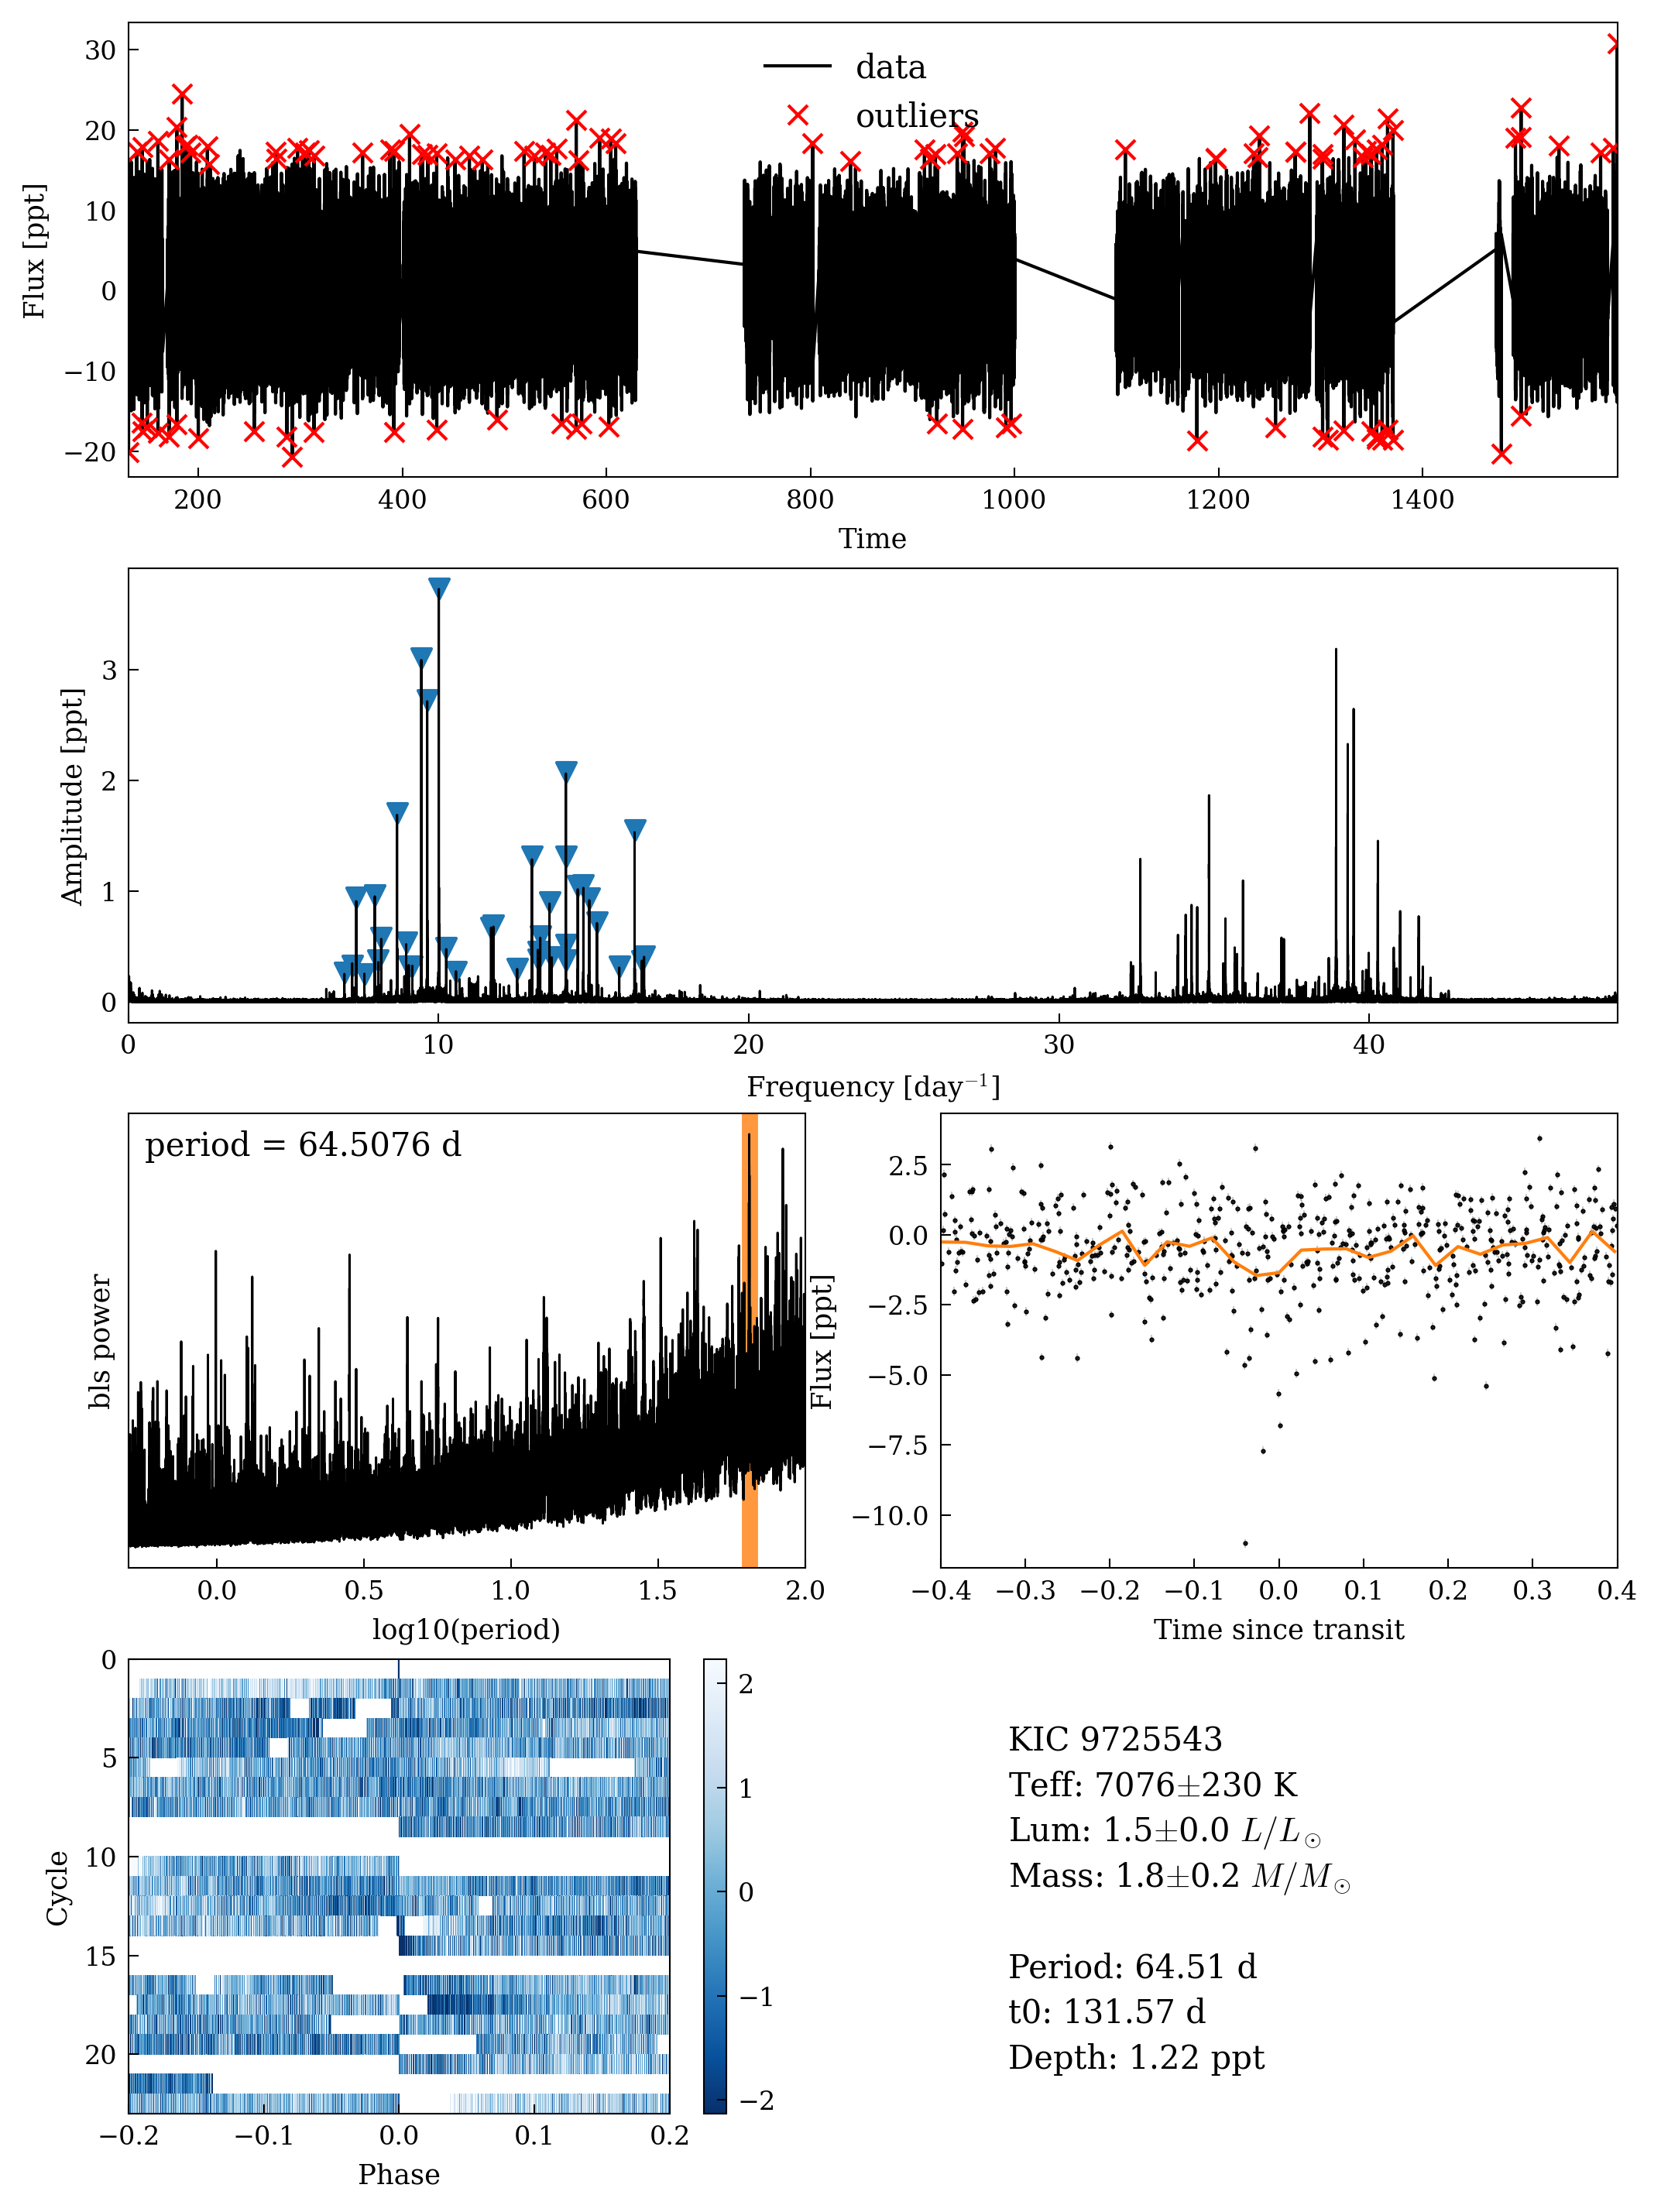 data
outliers
30
20
10
0
−10
−20
Flux [ppt]
200 400 600 800 1000 1200 1400
Time
3
2
1
0
Amplitude [ppt]
0 10 20 30 40
Frequency [day⁻¹]
period = 64.5076 d
bls power
0.0 0.5 1.0 1.5 2.0
log10(period)
2.5
0.0
−2.5
−5.0
−7.5
−10.0
Flux [ppt]
−0.4 −0.3 −0.2 −0.1 0.0 0.1 0.2 0.3 0.4
Time since transit
0
5
10
15
20
Cycle
−0.2 −0.1 0.0 0.1 0.2
Phase
2
1
0
−1
−2
KIC 9725543
Teff: 7076±230 K
Lum: 1.5±0.0 L/L⊙
Mass: 1.8±0.2 M/M⊙
Period: 64.51 d
t0: 131.57 d
Depth: 1.22 ppt